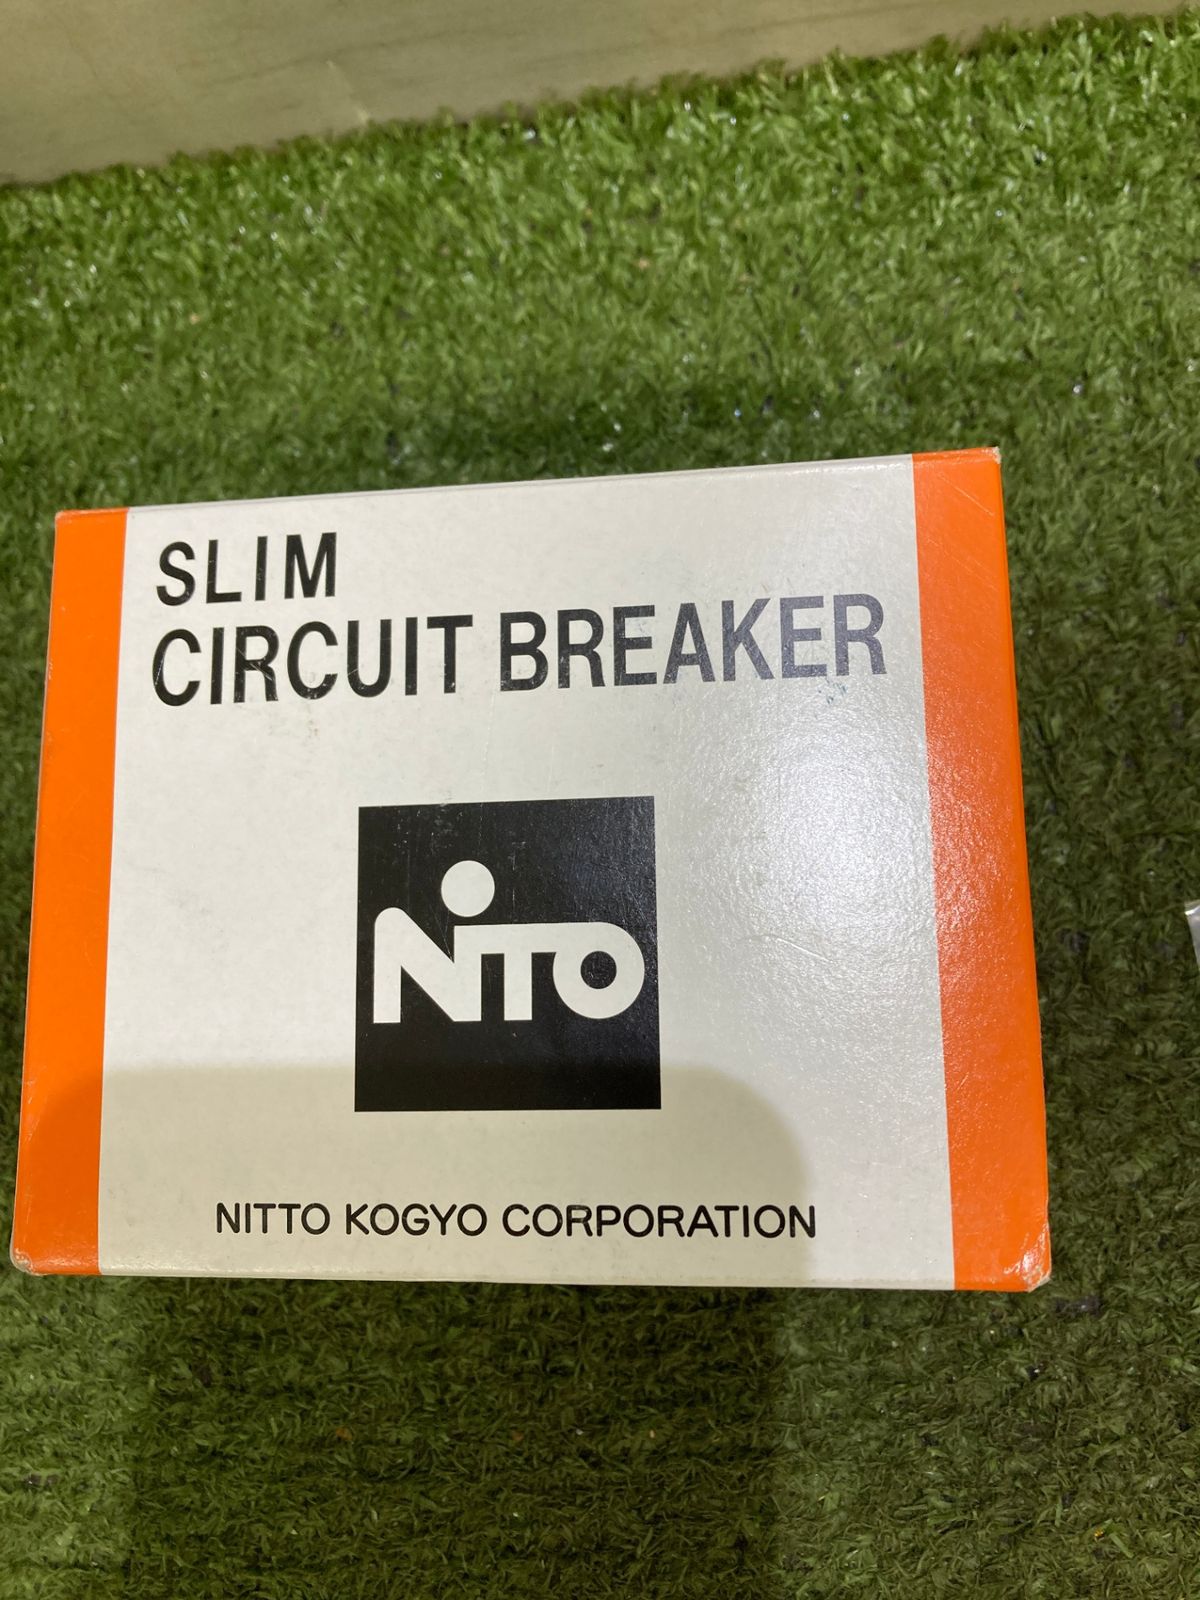 SLIM
CIRCUIT BREAKER
NiTO
NITTO KOGYO CORPORATION